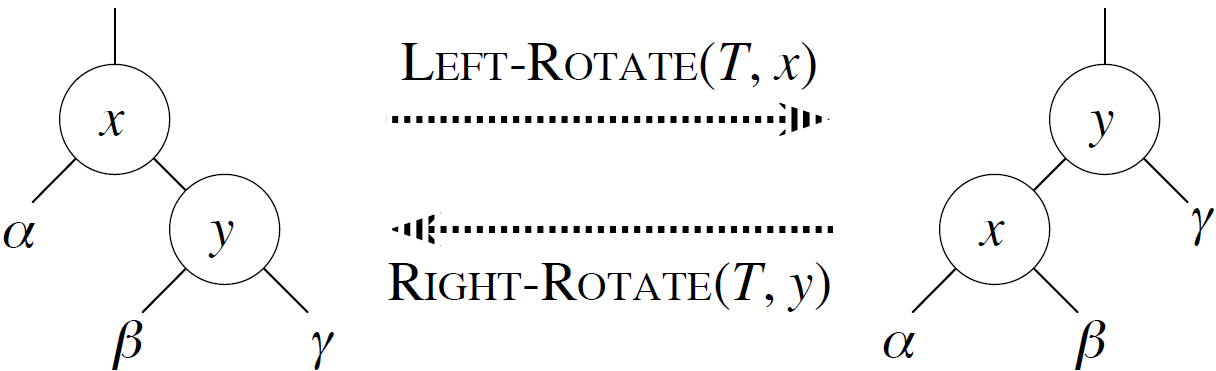 LEFT-ROTATE(T, x)
x
y
α
y
x
γ
β
γ
RIGHT-ROTATE(T, y)
α
β